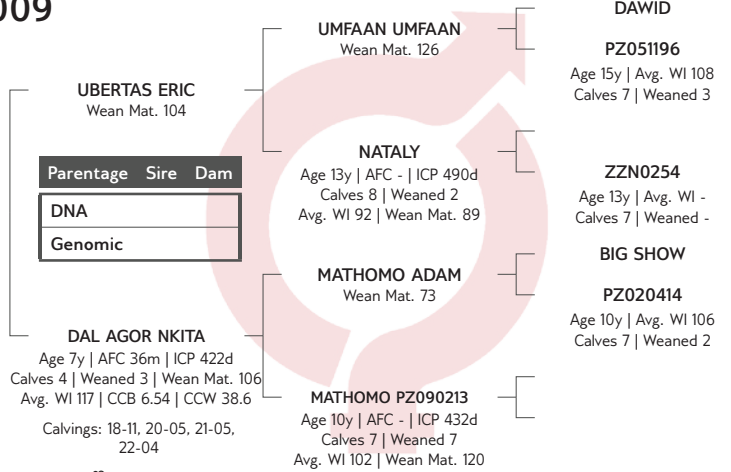 009
UBERTAS ERIC
Wean Mat. 104
Parentage Sire Dam
DNA
Genomic
DAL AGOR NKITA
Age 7y | AFC 36m | ICP 422d
Calves 4 | Weaned 3 | Wean Mat. 106
Avg. WI 117 | CCB 6.54 | CCW 38.6
Calvings: 18-11, 20-05, 21-05,
22-04
UMFAAN UMFAAN
Wean Mat. 126
NATALY
Age 13y | AFC - | ICP 490d
Calves 8 | Weaned 2
Avg. WI 92 | Wean Mat. 89
MATHOMO ADAM
Wean Mat. 73
MATHOMO PZ090213
Age 10y | AFC - | ICP 432d
Calves 7 | Weaned 7
Avg. WI 102 | Wean Mat. 120
DAWID
PZ051196
Age 15y | Avg. WI 108
Calves 7 | Weaned 3
ZZN0254
Age 13y | Avg. WI -
Calves 7 | Weaned -
BIG SHOW
PZ020414
Age 10y | Avg. WI 106
Calves 7 | Weaned 2